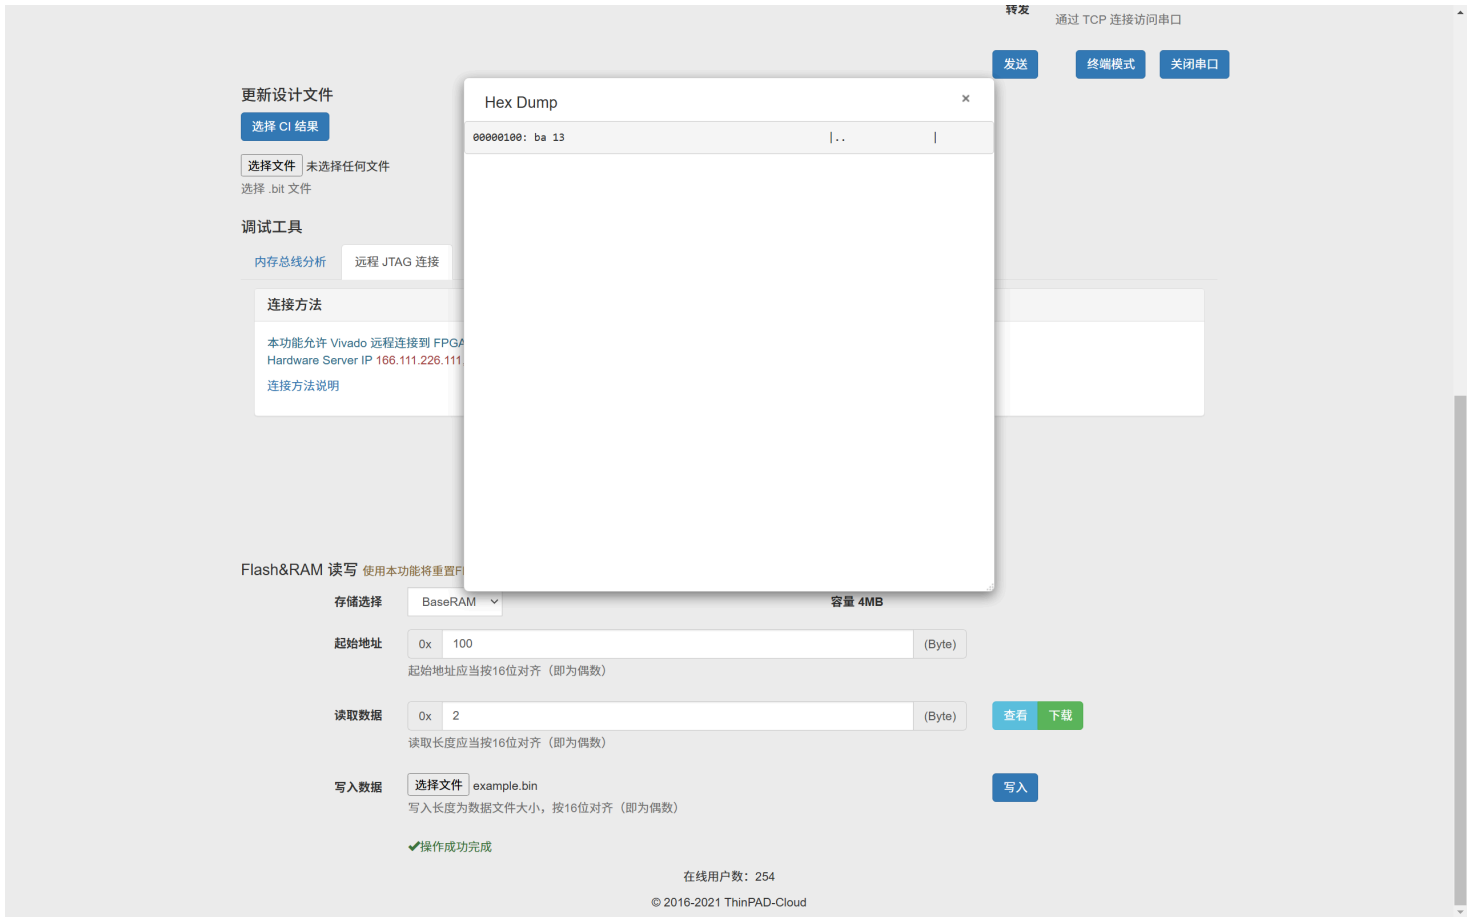 转发
通过 TCP 连接访问串口
发送 终端模式 关闭串口
更新设计文件
选择 CI 结果
选择文件 未选择任何文件
选择 .bit 文件
调试工具
内存总线分析 远程 JTAG 连接
连接方法
本功能允许 Vivado 远程连接到 FPGA
Hardware Server IP 166.111.226.111,
连接方法说明
Hex Dump ×
00000100: ba 13 |.. |
Flash&RAM 读写 使用本功能将重置F
存储选择 BaseRAM 容量 4MB
起始地址 0x 100 (Byte)
起始地址应当按16位对齐（即为偶数）
读取数据 0x 2 (Byte) 查看 下载
读取长度应当按16位对齐（即为偶数）
写入数据 选择文件 example.bin 写入
写入长度为数据文件大小，按16位对齐（即为偶数）
✔操作成功完成
在线用户数：254
© 2016-2021 ThinPAD-Cloud